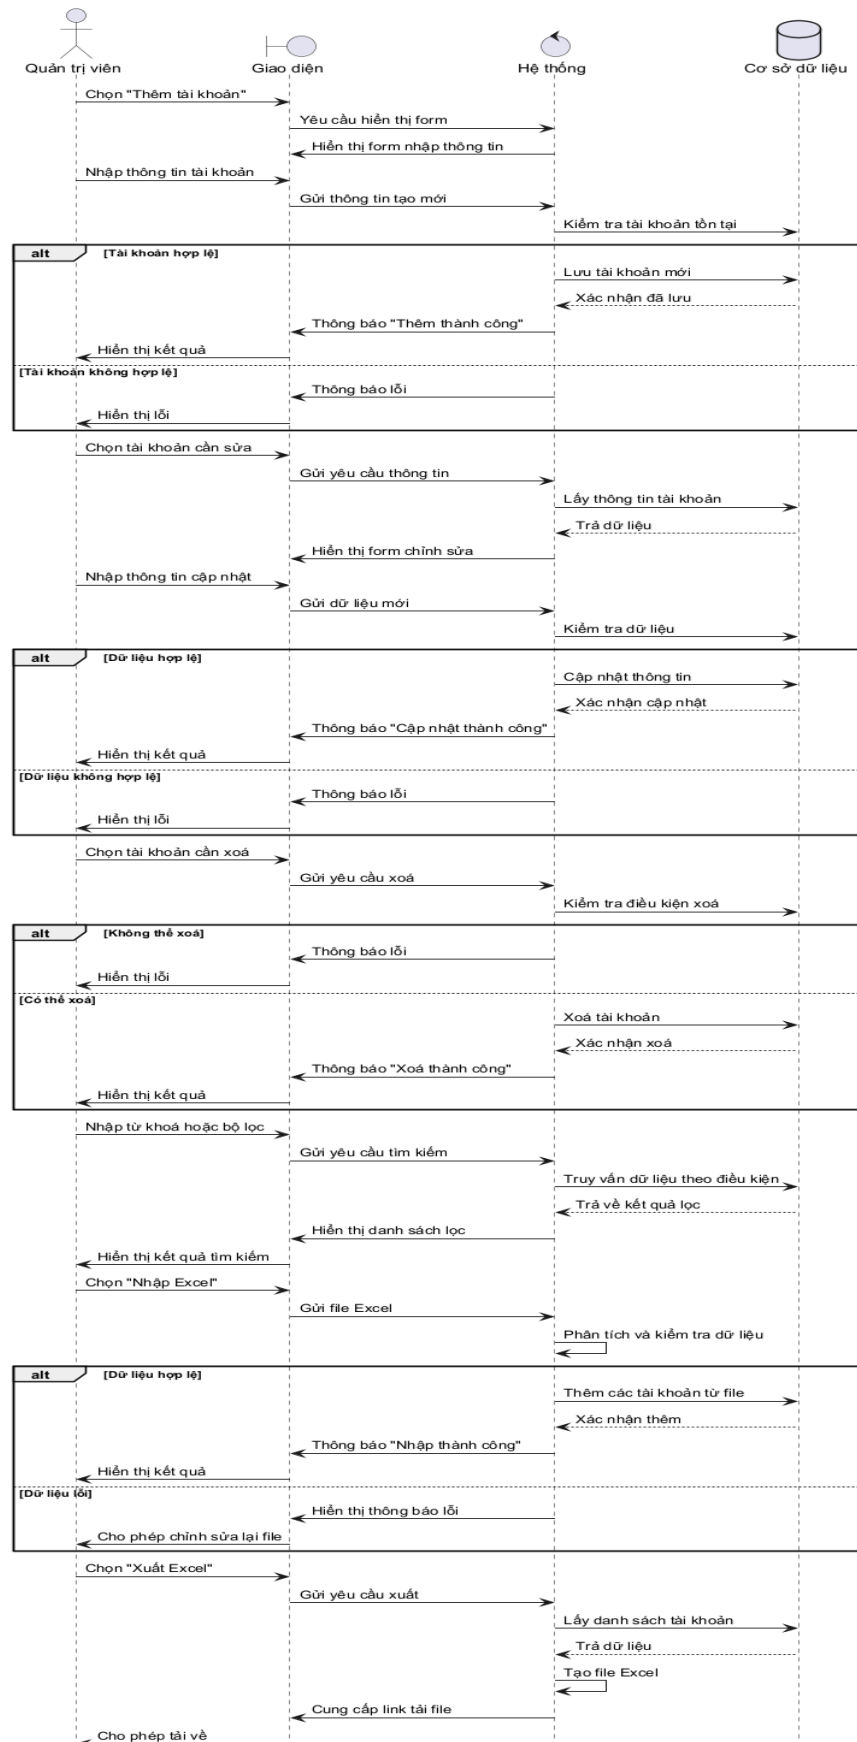 Quản trị viên
Giao diện
Hệ thống
Cơ sở dữ liệu
Chọn "Thêm tài khoản"
Yêu cầu hiển thị form
Hiển thị form nhập thông tin
Nhập thông tin tài khoản
Gửi thông tin tạo mới
Kiểm tra tài khoản tồn tại
alt [Tài khoản hợp lệ]
Lưu tài khoản mới
Xác nhận đã lưu
Thông báo "Thêm thành công"
Hiển thị kết quả
[Tài khoản không hợp lệ]
Thông báo lỗi
Hiển thị lỗi
Chọn tài khoản cần sửa
Gửi yêu cầu thông tin
Lấy thông tin tài khoản
Trả dữ liệu
Hiển thị form chỉnh sửa
Nhập thông tin cập nhật
Gửi dữ liệu mới
Kiểm tra dữ liệu
alt [Dữ liệu hợp lệ]
Cập nhật thông tin
Xác nhận cập nhật
Thông báo "Cập nhật thành công"
Hiển thị kết quả
[Dữ liệu không hợp lệ]
Thông báo lỗi
Hiển thị lỗi
Chọn tài khoản cần xoá
Gửi yêu cầu xoá
Kiểm tra điều kiện xoá
alt [Không thể xoá]
Thông báo lỗi
Hiển thị lỗi
[Có thể xoá]
Xoá tài khoản
Xác nhận xoá
Thông báo "Xoá thành công"
Hiển thị kết quả
Nhập từ khoá hoặc bộ lọc
Gửi yêu cầu tìm kiếm
Truy vấn dữ liệu theo điều kiện
Trả về kết quả lọc
Hiển thị danh sách lọc
Hiển thị kết quả tìm kiếm
Chọn "Nhập Excel"
Gửi file Excel
Phân tích và kiểm tra dữ liệu
alt [Dữ liệu hợp lệ]
Thêm các tài khoản từ file
Xác nhận thêm
Thông báo "Nhập thành công"
Hiển thị kết quả
[Dữ liệu lỗi]
Hiển thị thông báo lỗi
Cho phép chỉnh sửa lại file
Chọn "Xuất Excel"
Gửi yêu cầu xuất
Lấy danh sách tài khoản
Trả dữ liệu
Tạo file Excel
Cung cấp link tải file
Cho phép tải về